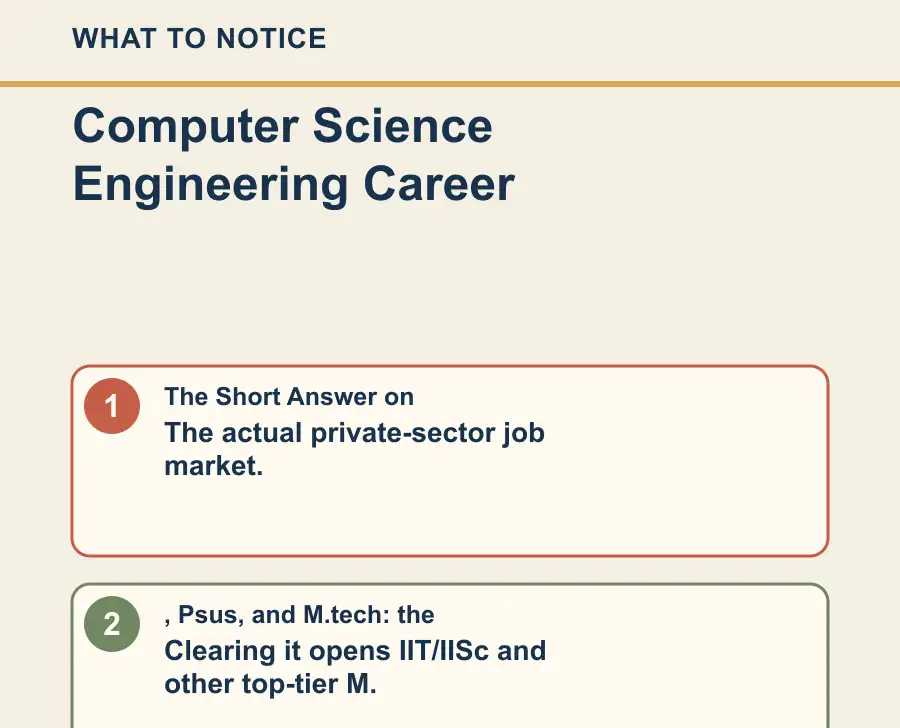 WHAT TO NOTICE
Computer Science
Engineering Career
1
The Short Answer on
The actual private-sector job
market.
2
, Psus, and M.tech: the
Clearing it opens IIT/IISc and
other top-tier M.